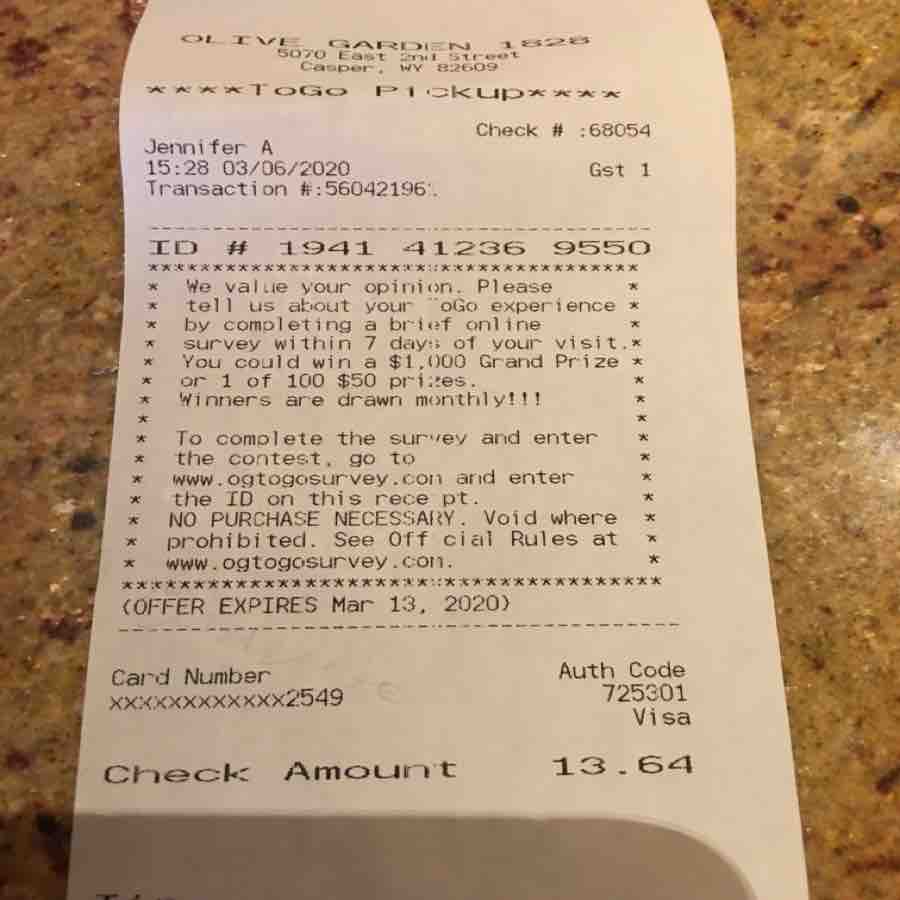 OLIVE GARDEN 1828
5070 East 2nd Street
Casper, WY 82609
****ToGo Pickup****
Check # :68054
Jennifer A
15:28 03/06/2020 Gst 1
Transaction #:56042196
ID # 1941 41236 9550
****************************************
* We value your opinion. Please *
* tell us about your ToGo experience *
* by completing a brief online *
* survey within 7 days of your visit.*
* You could win a $1,000 Grand Prize *
* or 1 of 100 $50 prizes. *
* Winners are drawn monthly!!! *
* *
* To complete the survey and enter *
* the contest, go to *
* www.ogtogosurvey.com and enter *
* the ID on this receipt. *
* NO PURCHASE NECESSARY. Void where *
* prohibited. See Official Rules at *
* www.ogtogosurvey.com. *
****************************************
(OFFER EXPIRES Mar 13, 2020)
Card Number Auth Code
xxxxxxxxxxxx2549 725301
Visa
Check Amount 13.64